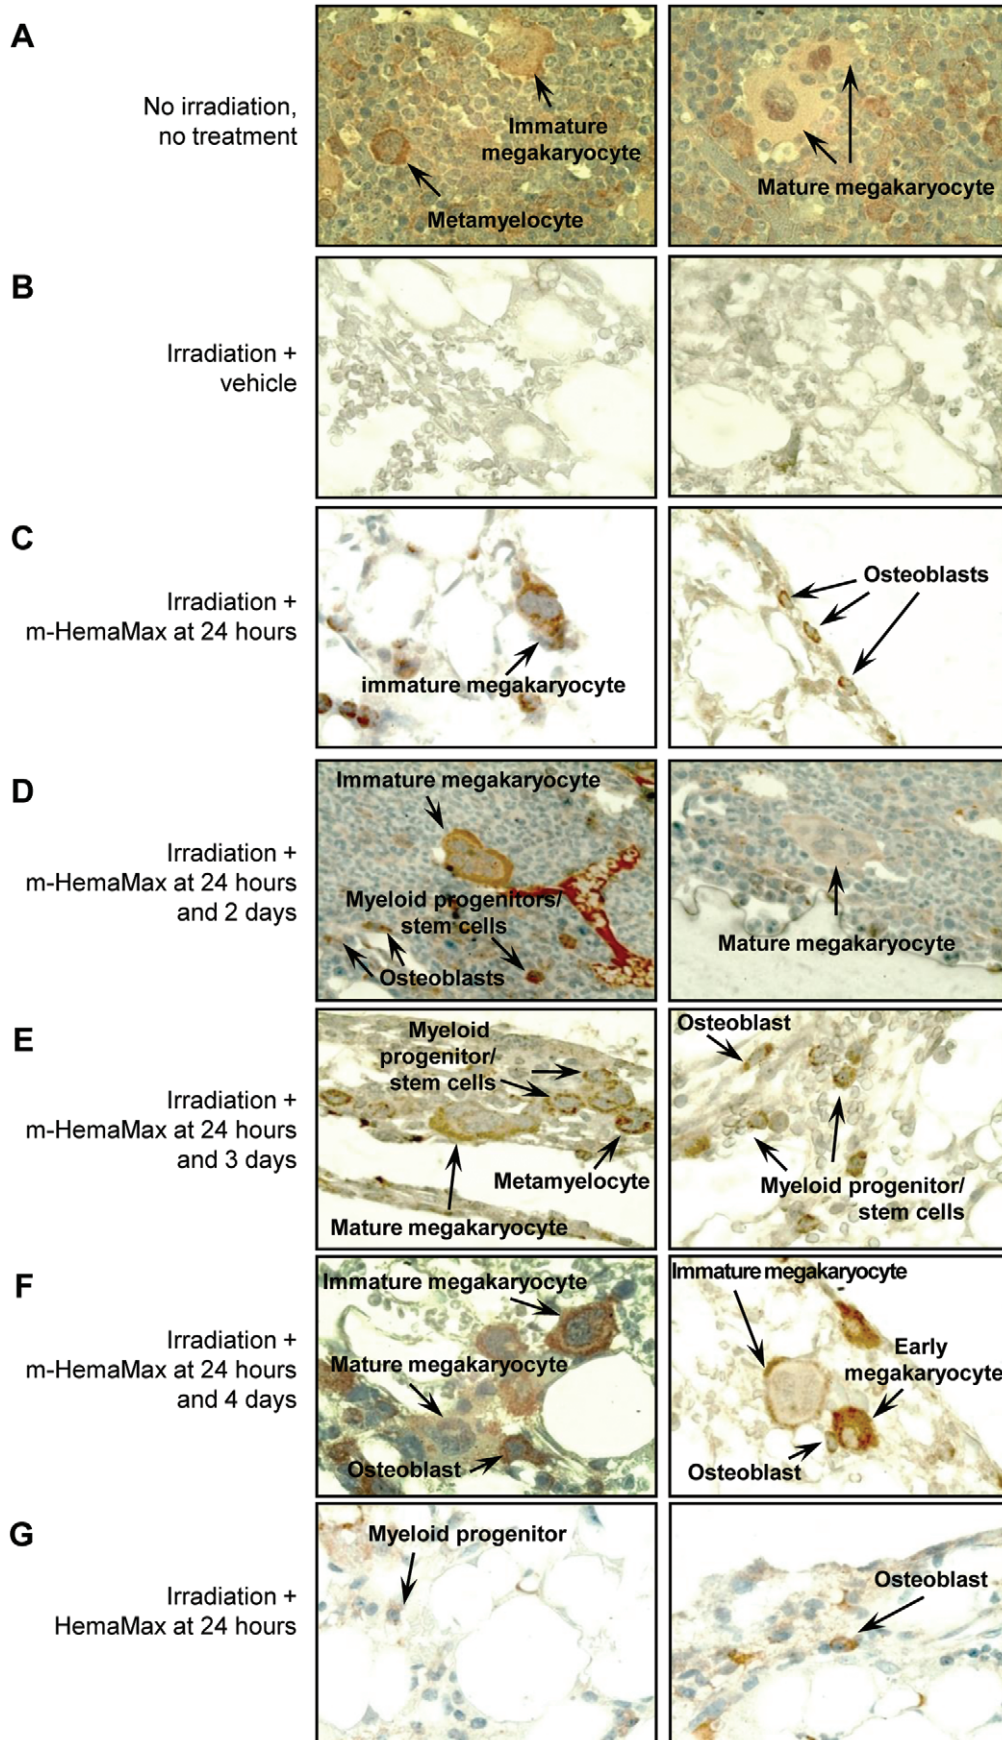 A
No irradiation,
no treatment
Immature
megakaryocyte
Metamyelocyte
Mature megakaryocyte
B
Irradiation +
vehicle
C
Irradiation +
m-HemaMax at 24 hours
immature megakaryocyte
Osteoblasts
D
Irradiation +
m-HemaMax at 24 hours
and 2 days
Immature megakaryocyte
Myeloid progenitors/
stem cells
Osteoblasts
Mature megakaryocyte
E
Irradiation +
m-HemaMax at 24 hours
and 3 days
Myeloid
progenitor/
stem cells
Metamyelocyte
Mature megakaryocyte
Osteoblast
Myeloid progenitor/
stem cells
F
Irradiation +
m-HemaMax at 24 hours
and 4 days
Immature megakaryocyte
Mature megakaryocyte
Osteoblast
Immature megakaryocyte
Early
megakaryocyte
Osteoblast
G
Irradiation +
HemaMax at 24 hours
Myeloid progenitor
Osteoblast